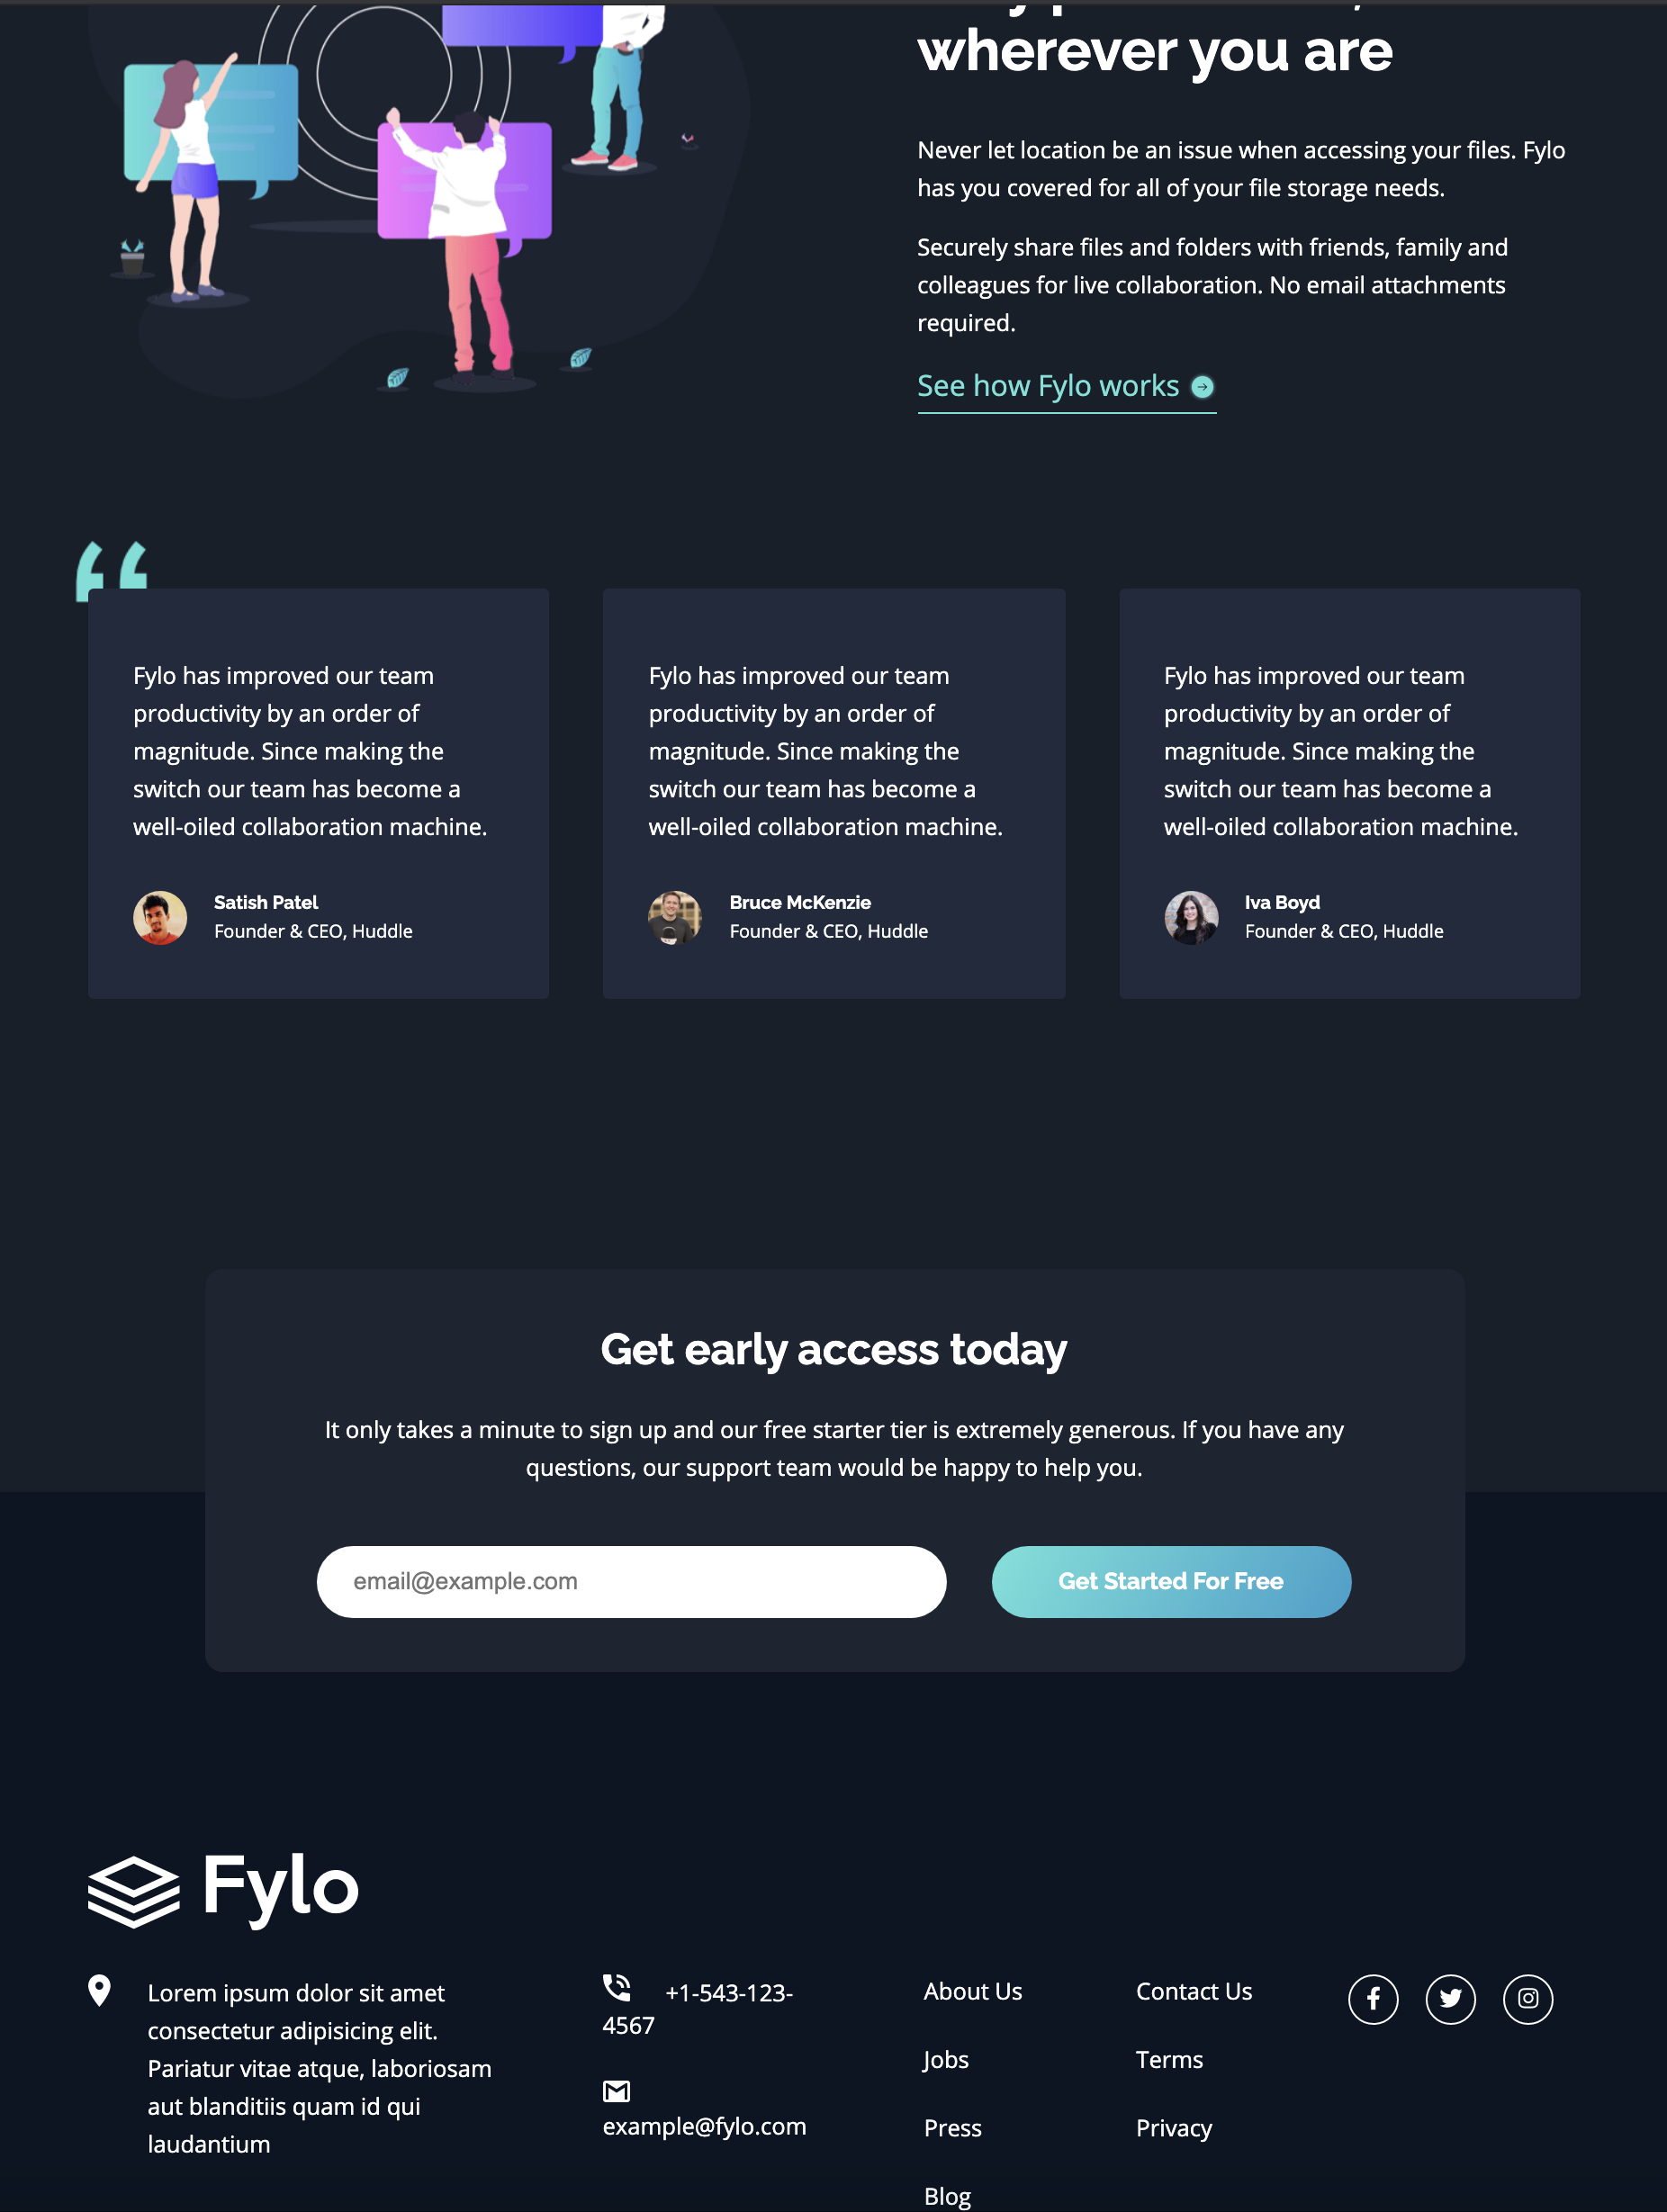 wherever you are
Never let location be an issue when accessing your files. Fylo
has you covered for all of your file storage needs.
Securely share files and folders with friends, family and
colleagues for live collaboration. No email attachments
required.
See how Fylo works
“
Fylo has improved our team
productivity by an order of
magnitude. Since making the
switch our team has become a
well-oiled collaboration machine.
Satish Patel
Founder & CEO, Huddle
Fylo has improved our team
productivity by an order of
magnitude. Since making the
switch our team has become a
well-oiled collaboration machine.
Bruce McKenzie
Founder & CEO, Huddle
Fylo has improved our team
productivity by an order of
magnitude. Since making the
switch our team has become a
well-oiled collaboration machine.
Iva Boyd
Founder & CEO, Huddle
Get early access today
It only takes a minute to sign up and our free starter tier is extremely generous. If you have any
questions, our support team would be happy to help you.
email@example.com
Get Started For Free
Fylo
Lorem ipsum dolor sit amet
consectetur adipisicing elit.
Pariatur vitae atque, laboriosam
aut blanditiis quam id qui
laudantium
+1-543-123-
4567
example@fylo.com
About Us
Jobs
Press
Blog
Contact Us
Terms
Privacy